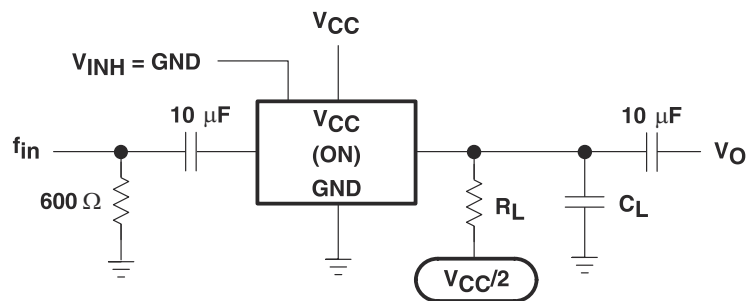 VCC
VINH = GND
10 μF
VCC
(ON)
GND
10 μF
fin
VO
600 Ω
RL
CL
VCC/2